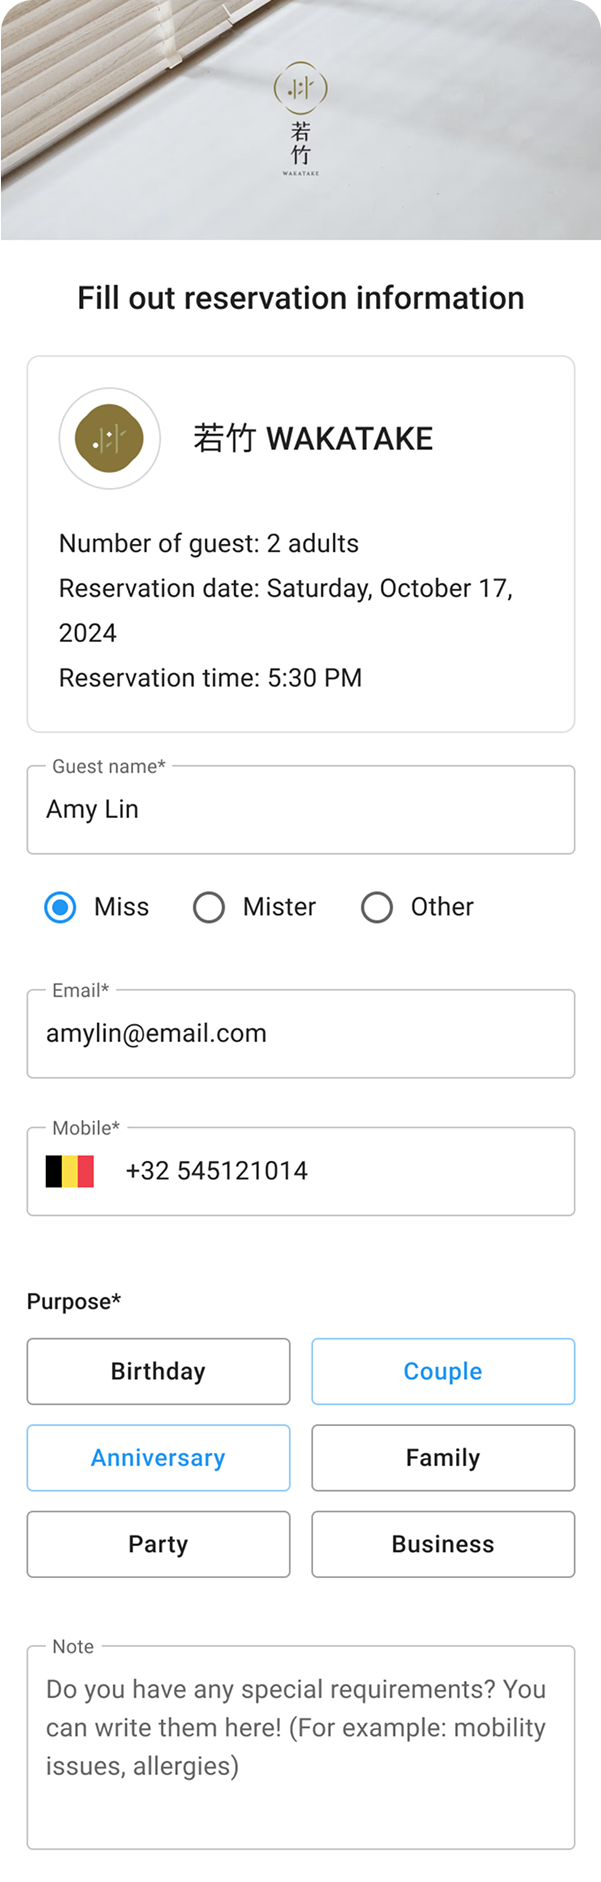 若
竹
WAKATAKE
Fill out reservation information
若竹 WAKATAKE
Number of guest: 2 adults
Reservation date: Saturday, October 17,
2024
Reservation time: 5:30 PM
Guest name*
Amy Lin
Miss Mister Other
Email*
amylin@email.com
Mobile*
+32 545121014
Purpose*
Birthday Couple
Anniversary Family
Party Business
Note
Do you have any special requirements? You
can write them here! (For example: mobility
issues, allergies)